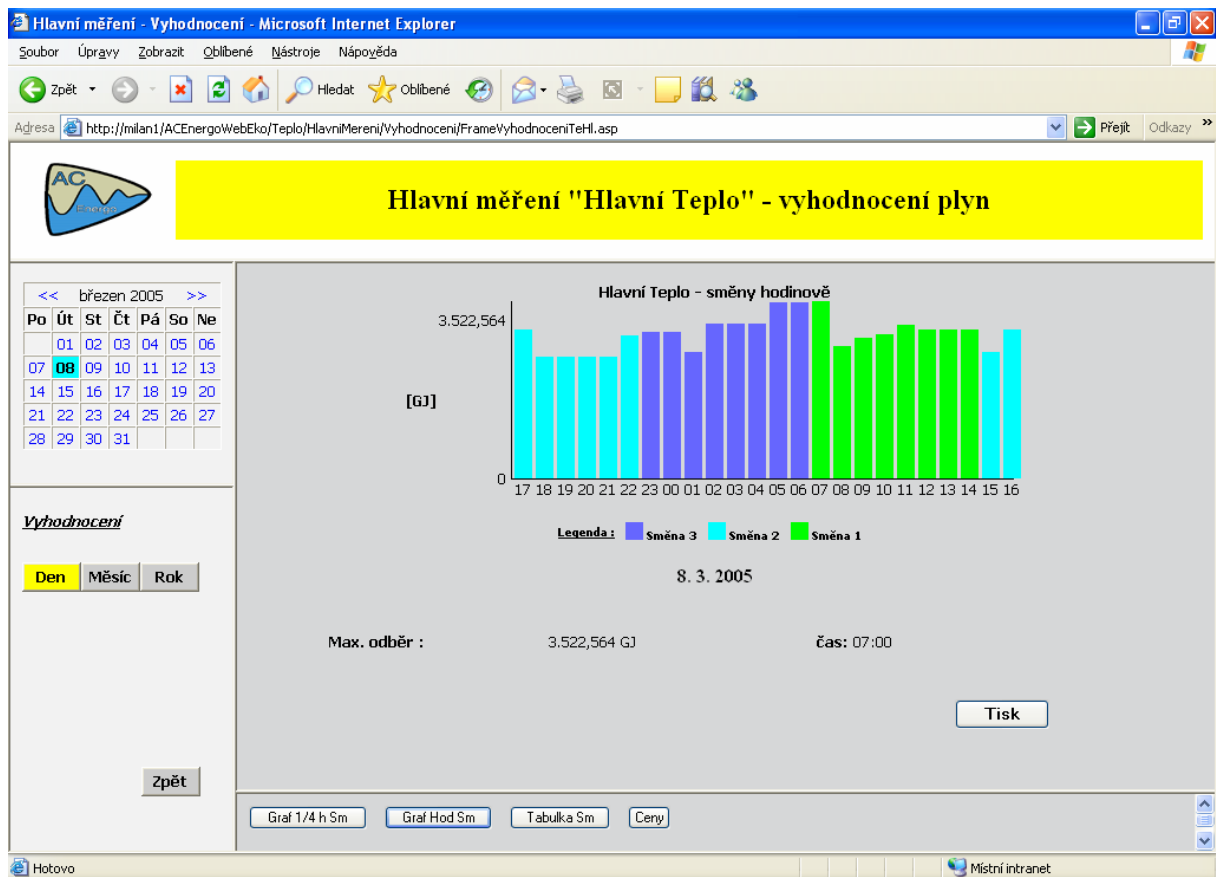 Hlavní měření - Vyhodnocení - Microsoft Internet Explorer
Soubor Úpravy Zobrazit Oblíbené Nástroje Nápověda
Zpět Hledat Oblíbené
Adresa http://milan1/ACEnergoWebEko/Teplo/HlavniMereni/Vyhodnoceni/FrameVyhodnoceniTeHl.asp Přejít Odkazy »
AC
Energo
Hlavní měření "Hlavní Teplo" - vyhodnocení plyn
<< březen 2005 >>
Po Út St Čt Pá So Ne
01 02 03 04 05 06
07 08 09 10 11 12 13
14 15 16 17 18 19 20
21 22 23 24 25 26 27
28 29 30 31
Vyhodnocení
Den Měsíc Rok
Zpět
Hlavní Teplo - směny hodinově
3.522,564
[GJ]
0
17 18 19 20 21 22 23 00 01 02 03 04 05 06 07 08 09 10 11 12 13 14 15 16
Legenda : Směna 3 Směna 2 Směna 1
8. 3. 2005
Max. odběr : 3.522,564 GJ čas: 07:00
Tisk
Graf 1/4 h Sm Graf Hod Sm Tabulka Sm Ceny
Hotovo Místní intranet